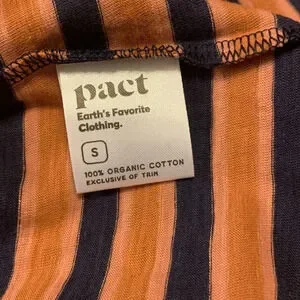 pact
Earth's Favorite
Clothing.
S
100% ORGANIC COTTON
EXCLUSIVE OF TRIM